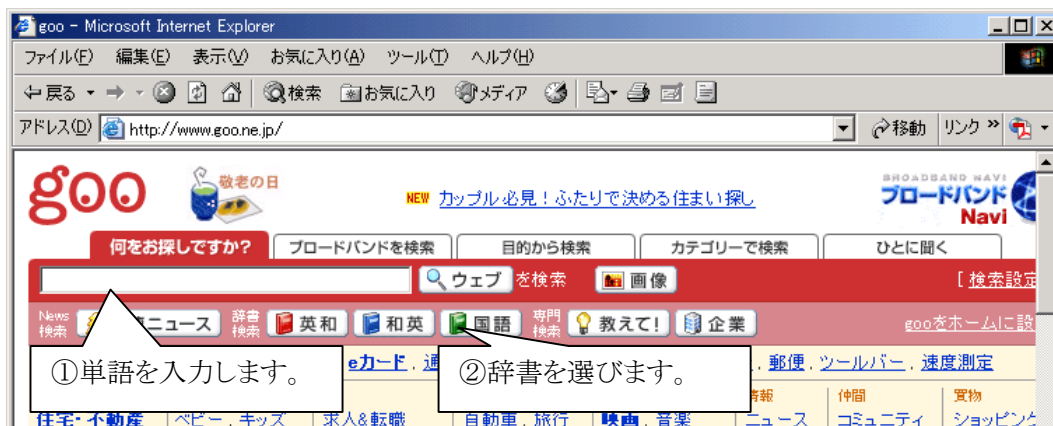 goo - Microsoft Internet Explorer
ファイル(F) 編集(E) 表示(V) お気に入り(A) ツール(T) ヘルプ(H)
戻る 検索 お気に入り メディア
アドレス(D) http://www.goo.ne.jp/ 移動 リンク »
goo 敬老の日 NEW カップル必見!ふたりで決める住まい探し BROADBAND NAVI ブロードバンド Navi
何をお探しですか? ブロードバンドを検索 目的から検索 カテゴリーで検索 ひとに聞く
ウェブ を検索 画像 [ 検索設定
News 検索 ニュース 辞書 検索 英和 和英 国語 専門 検索 教えて! 企業 gooをホームに設
①単語を入力します。 ②辞書を選びます。
eカード , 郵便 , ツールバー , 速度測定
仲間 買物
住宅・不動産 ベビー , キッズ 求人&転職 自動車 , 旅行 映画 , 音楽 ニュース コミュニティ ショッピング